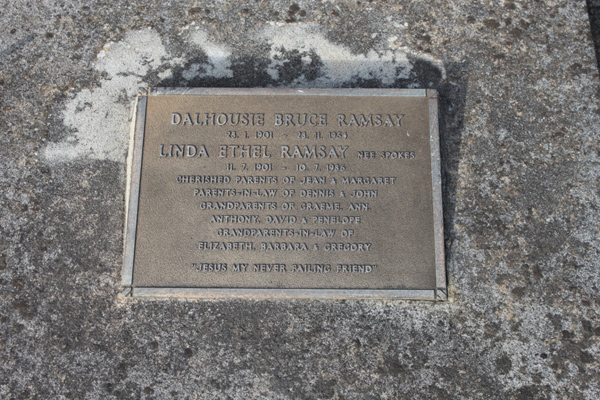 DALHOUSIE BRUCE RAMSAY
23. 1. 1901 - 23. 11. 1954
LINDA ETHEL RAMSAY NEE SPOKES
11. 7. 1901 - 10. 7. 1986
CHERISHED PARENTS OF JEAN & MARGARET
PARENTS-IN-LAW OF DENNIS & JOHN
GRANDPARENTS OF GRAEME, ANN,
ANTHONY, DAVID & PENELOPE
GRANDPARENTS-IN-LAW OF
ELIZABETH, BARBARA & GREGORY
"JESUS MY NEVER FAILING FRIEND"